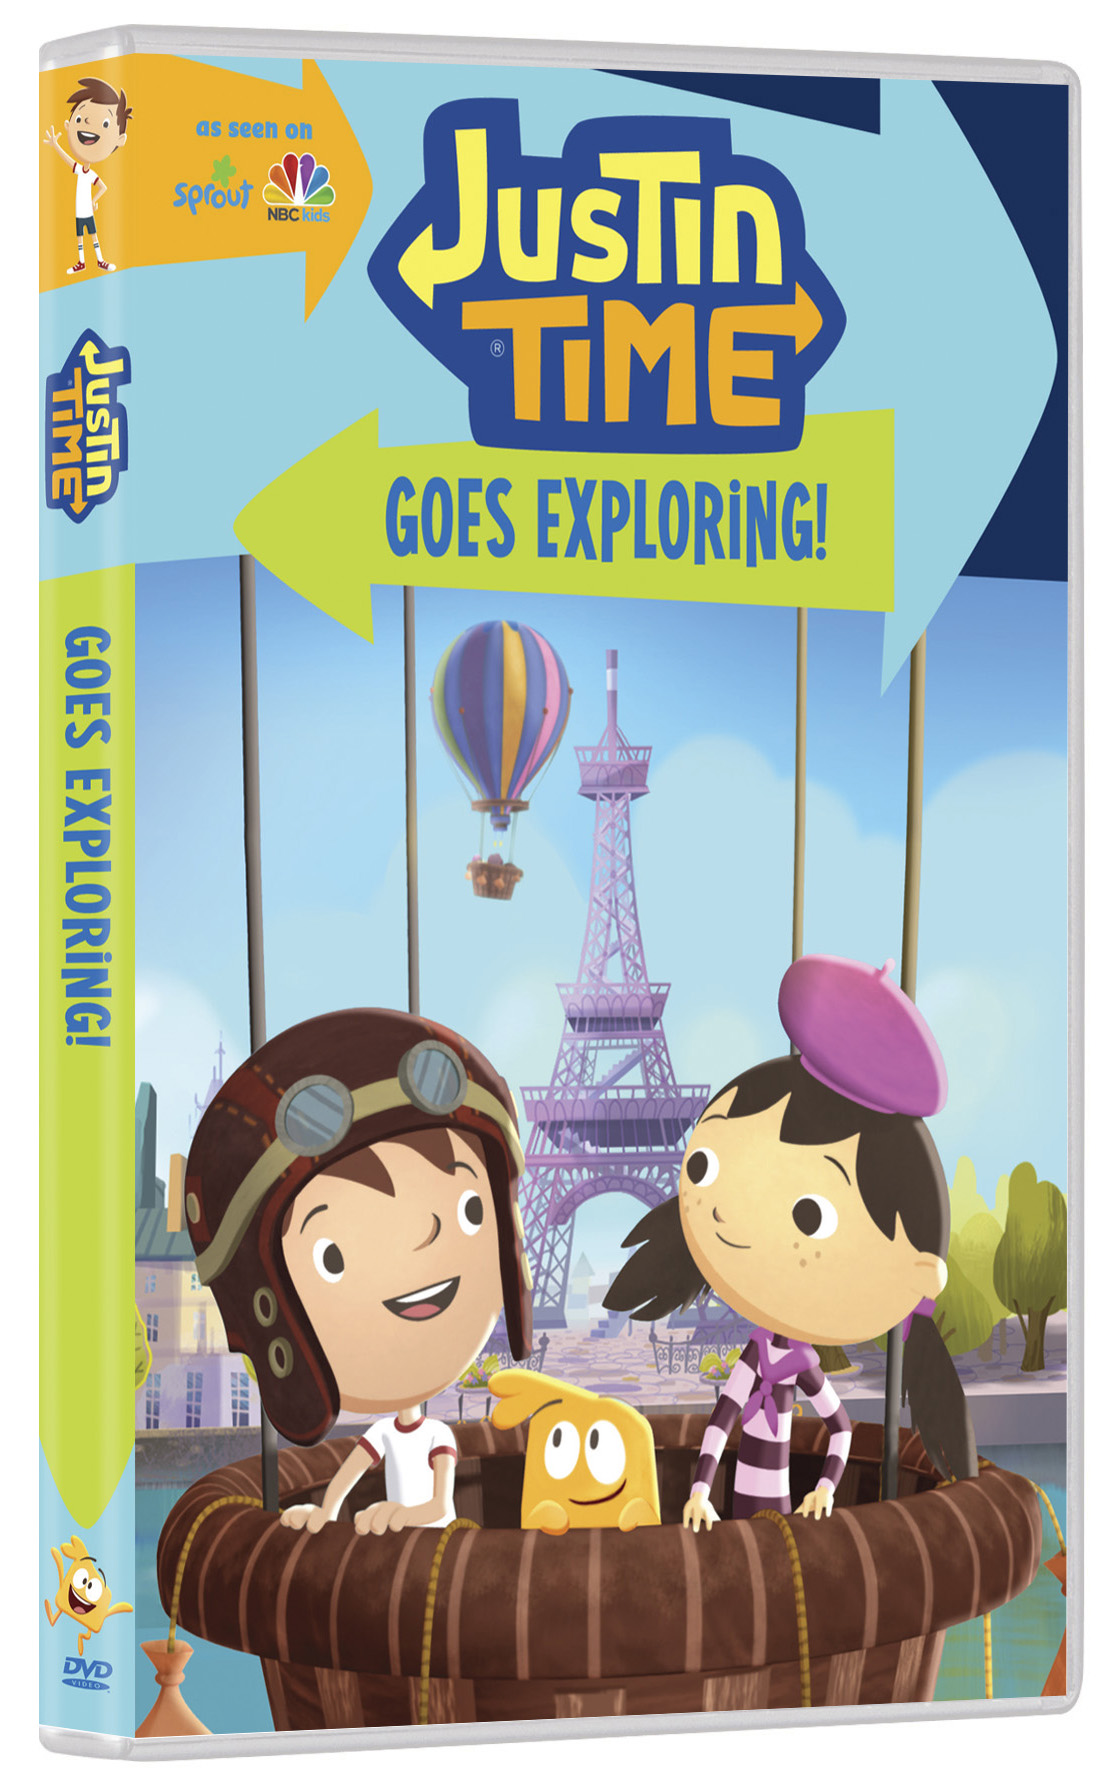 as seen on
sprout
NBC kids
JUSTIN
TIME
®
GOES EXPLORING!
JUSTIN
TIME
GOES EXPLORING!
DVD
VIDEO